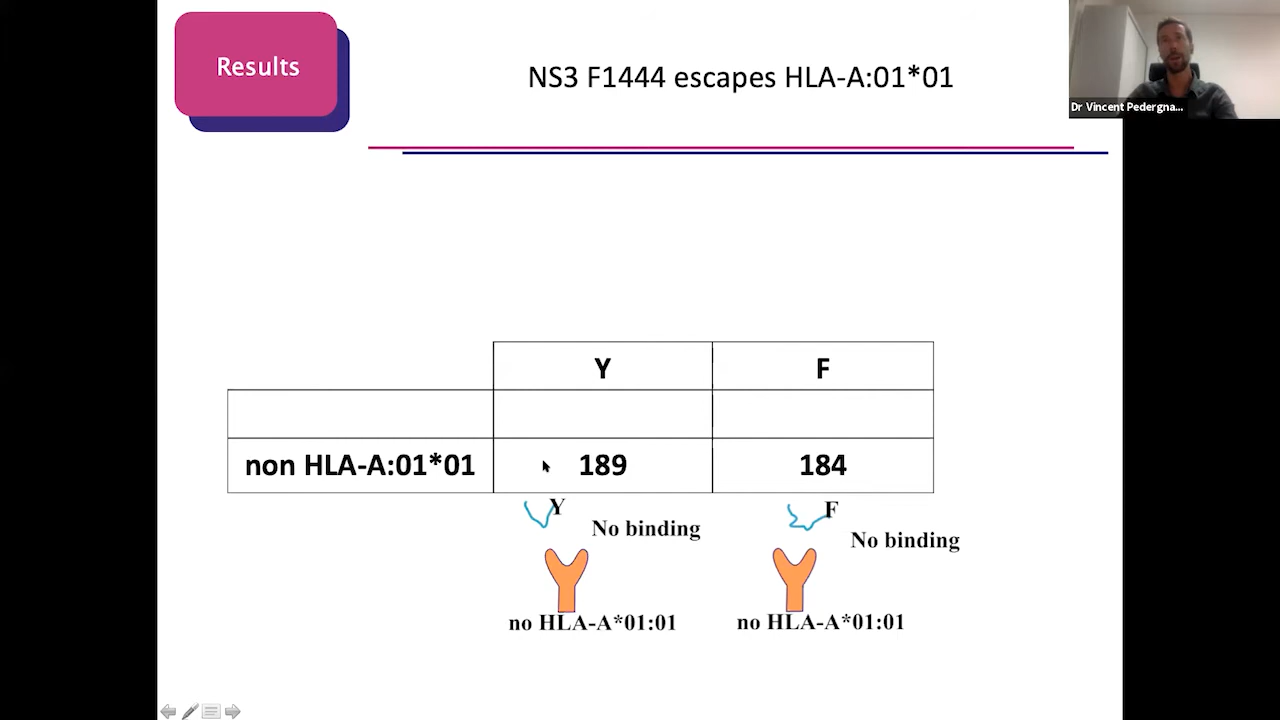 Results
NS3 F1444 escapes HLA-A:01*01
Dr Vincent Pedergna...
Y F
non HLA-A:01*01 189 184
Y F
No binding No binding
no HLA-A*01:01 no HLA-A*01:01